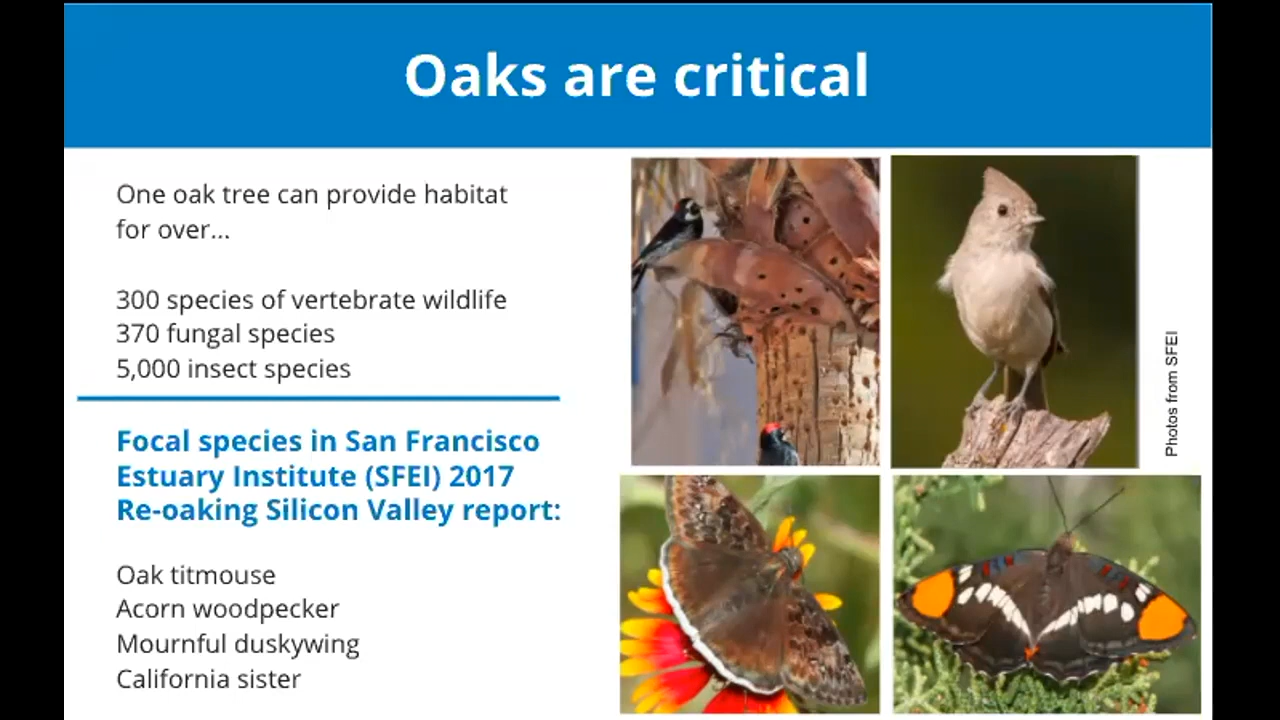 Oaks are critical
One oak tree can provide habitat
for over...
300 species of vertebrate wildlife
370 fungal species
5,000 insect species
Focal species in San Francisco
Estuary Institute (SFEI) 2017
Re-oaking Silicon Valley report:
Oak titmouse
Acorn woodpecker
Mournful duskywing
California sister
Photos from SFEI